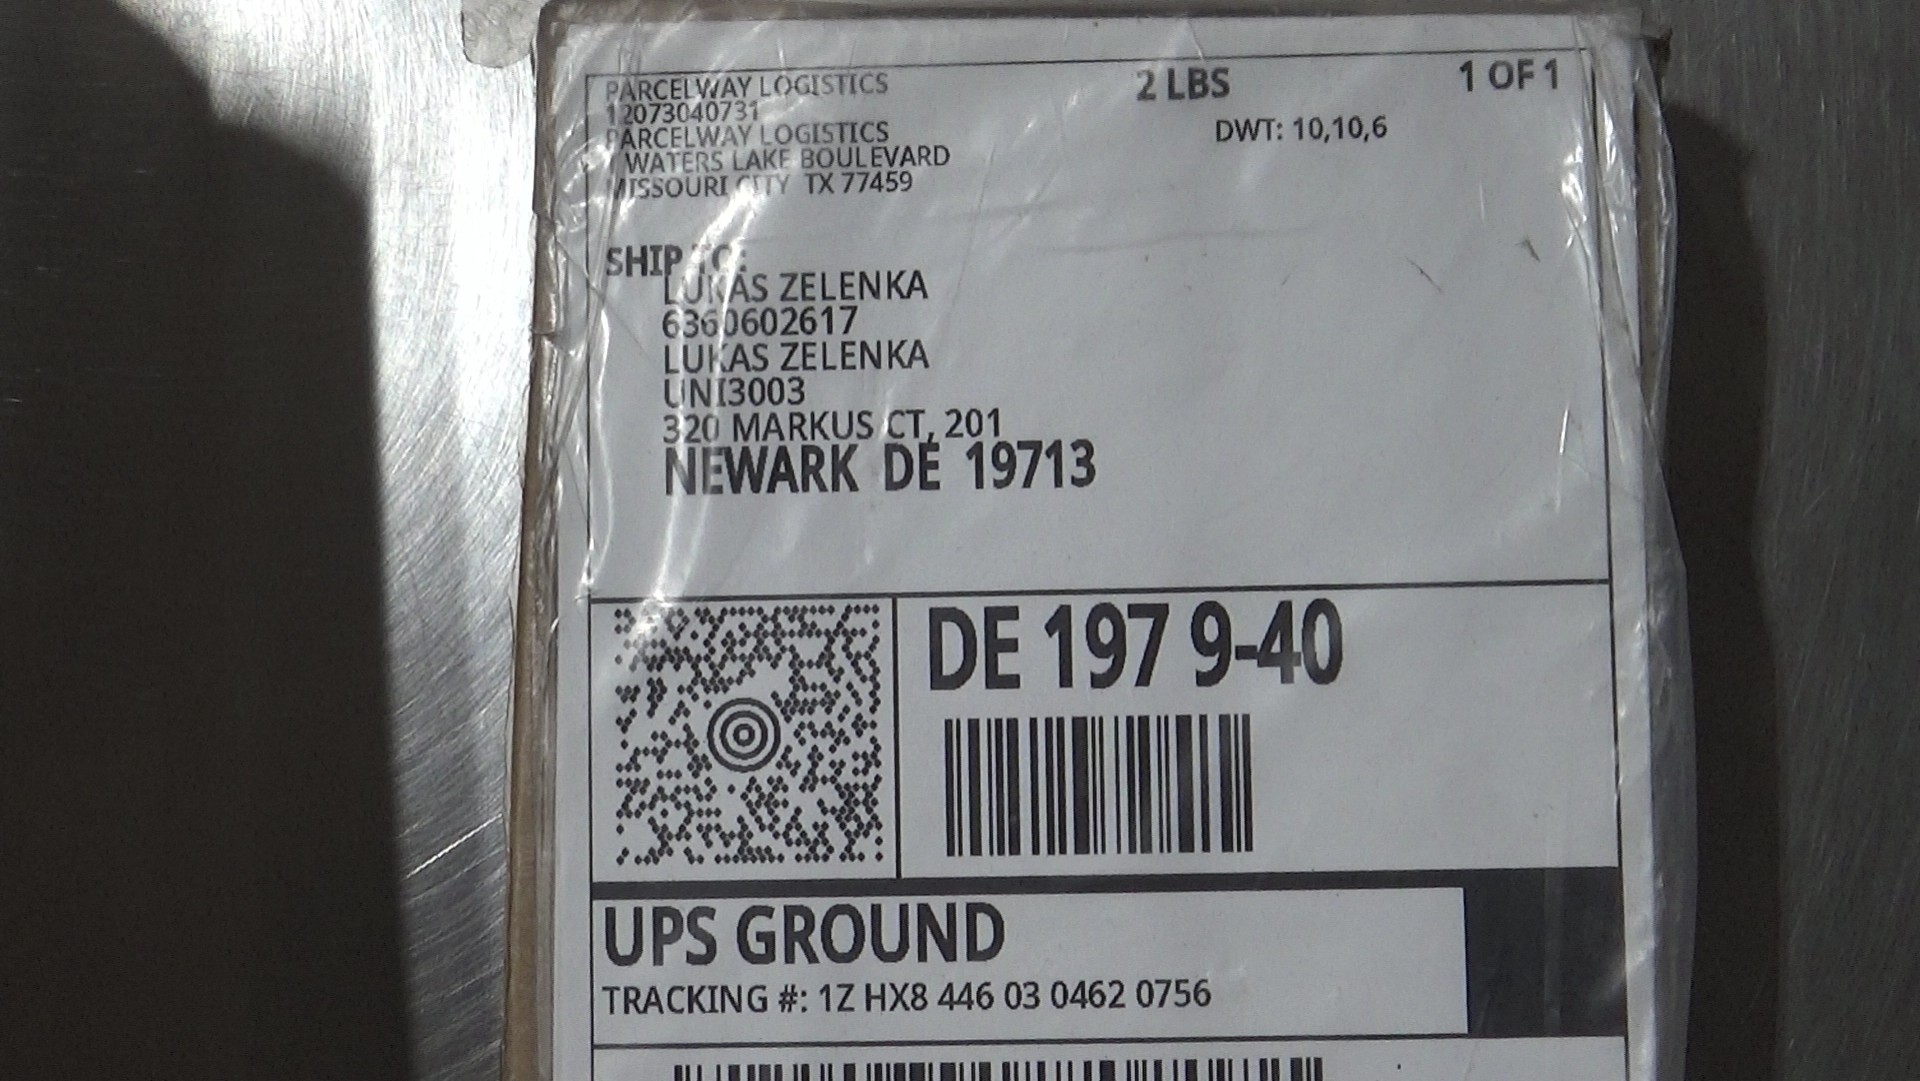 PARCELWAY LOGISTICS
2 LBS
1 OF 1
12073040731
DWT: 10,10,6
PARCELWAY LOGISTICS
WATERS LAKE BOULEVARD
MISSOURI CITY TX 77459
SHIP TO:
LUKAS ZELENKA
6360602617
LUKAS ZELENKA
UNI3003
320 MARKUS CT, 201
NEWARK DE 19713
DE 197 9-40
UPS GROUND
TRACKING #: 1Z HX8 446 03 0462 0756